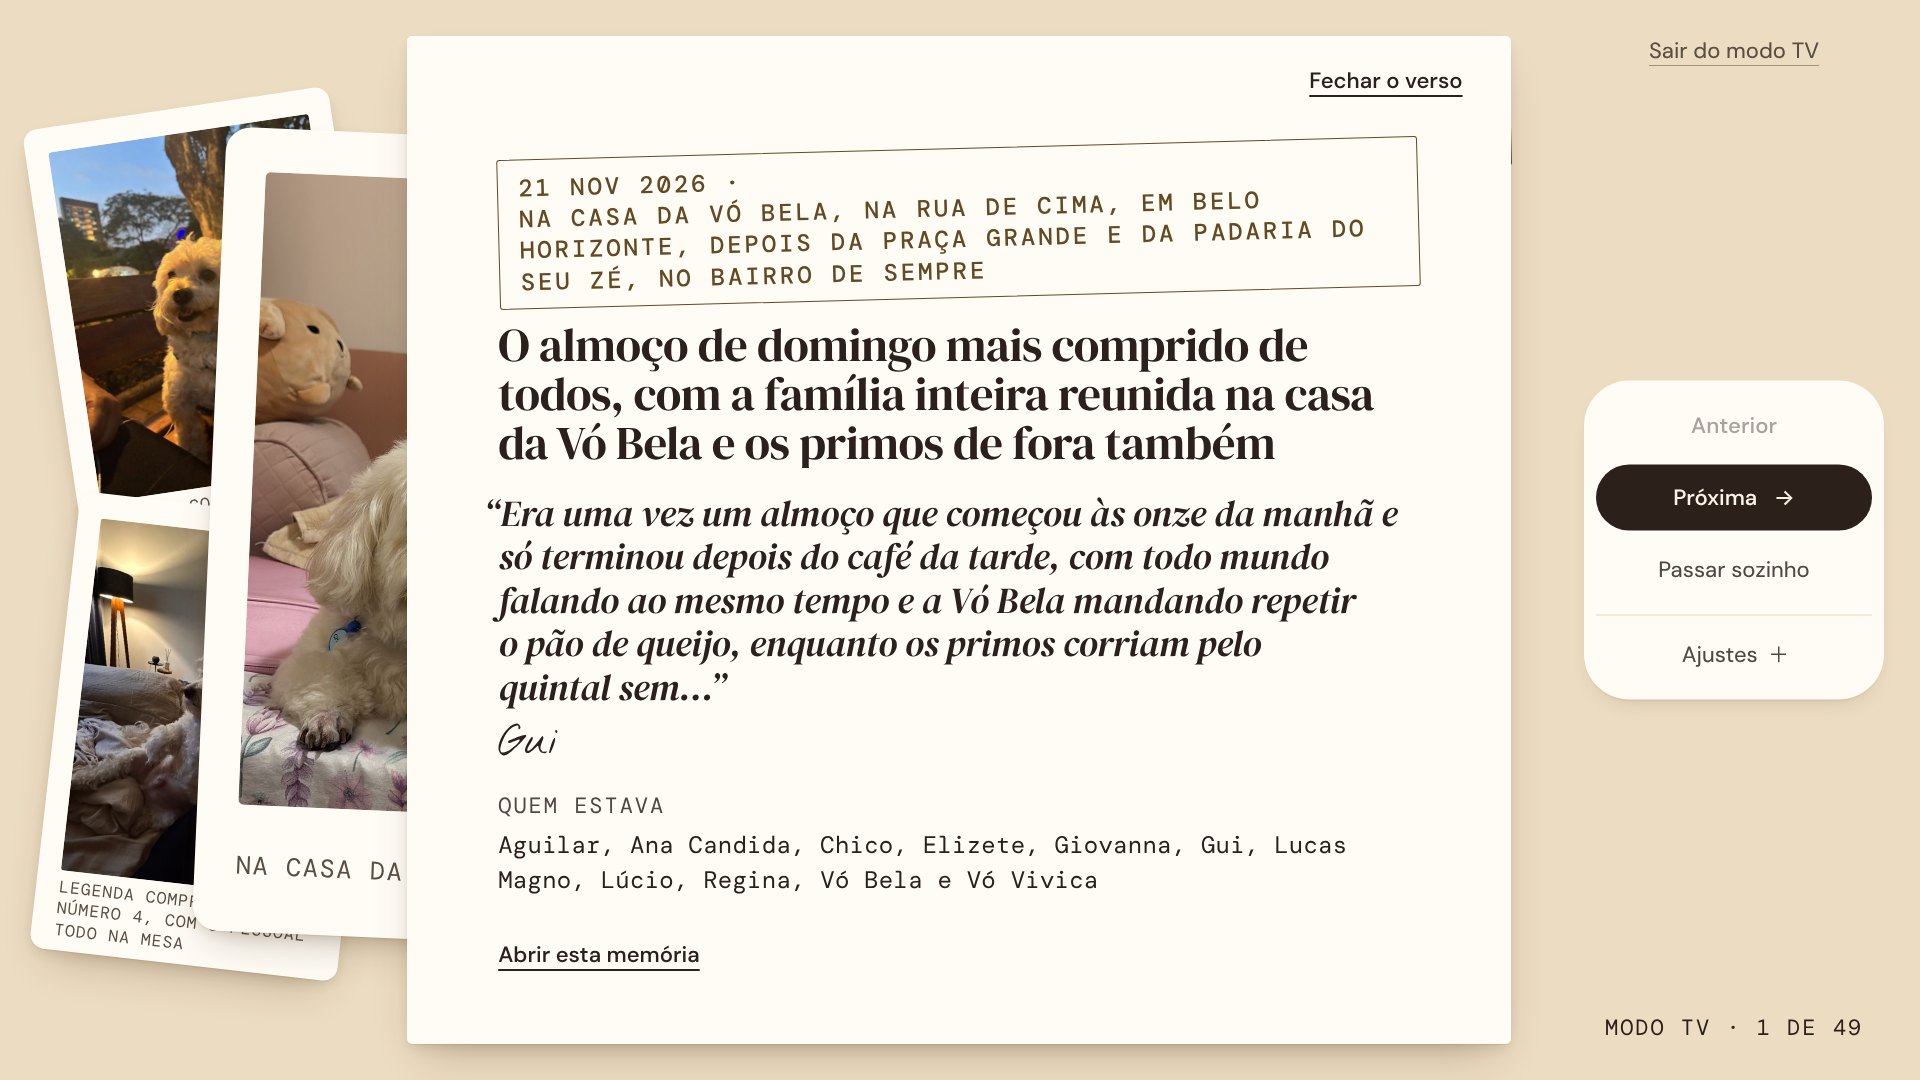 Sair do modo TV
Fechar o verso
21 NOV 2026 ·
NA CASA DA VÓ BELA, NA RUA DE CIMA, EM BELO
HORIZONTE, DEPOIS DA PRAÇA GRANDE E DA PADARIA DO
SEU ZÉ, NO BAIRRO DE SEMPRE
O almoço de domingo mais comprido de
todos, com a família inteira reunida na casa
da Vó Bela e os primos de fora também
“Era uma vez um almoço que começou às onze da manhã e
só terminou depois do café da tarde, com todo mundo
falando ao mesmo tempo e a Vó Bela mandando repetir
o pão de queijo, enquanto os primos corriam pelo
quintal sem…”
Gui
QUEM ESTAVA
Aguilar, Ana Candida, Chico, Elizete, Giovanna, Gui, Lucas
Magno, Lúcio, Regina, Vó Bela e Vó Vivica
Abrir esta memória
NA CASA DA
LEGENDA
NÚMERO 4, COM
TODO NA MESA
Anterior
Próxima →
Passar sozinho
Ajustes +
MODO TV · 1 DE 49